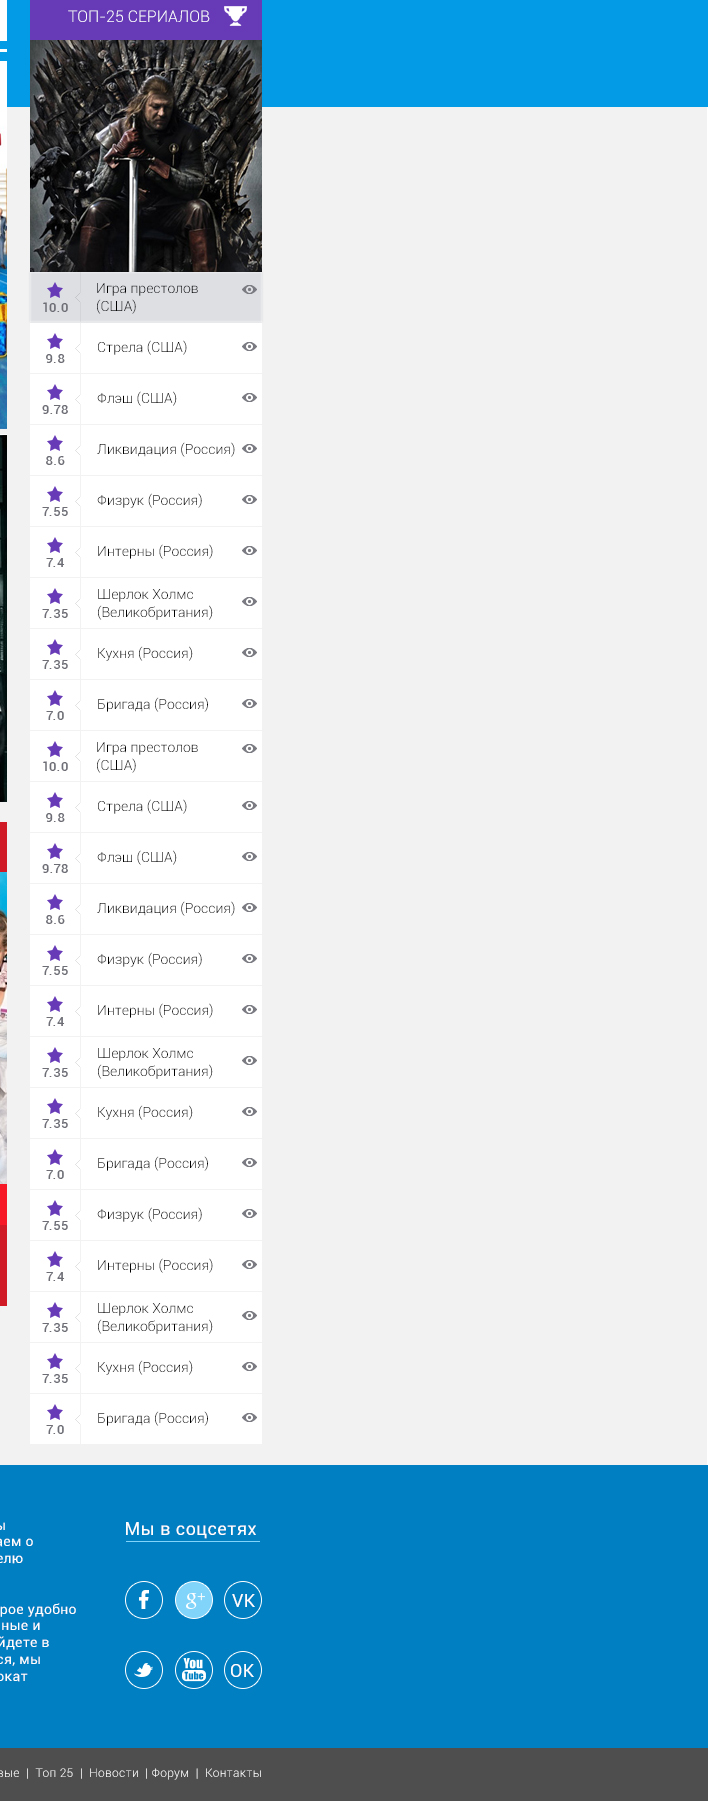 ТОП-25 СЕРИАЛОВ
10.0
Игра престолов
(США)
9.8
Стрела (США)
9.78
Флэш (США)
8.6
Ликвидация (Россия)
7.55
Физрук (Россия)
7.4
Интерны (Россия)
7.35
Шерлок Холмс
(Великобритания)
7.35
Кухня (Россия)
7.0
Бригада (Россия)
10.0
Игра престолов
(США)
9.8
Стрела (США)
9.78
Флэш (США)
8.6
Ликвидация (Россия)
7.55
Физрук (Россия)
7.4
Интерны (Россия)
7.35
Шерлок Холмс
(Великобритания)
7.35
Кухня (Россия)
7.0
Бригада (Россия)
7.55
Физрук (Россия)
7.4
Интерны (Россия)
7.35
Шерлок Холмс
(Великобритания)
7.35
Кухня (Россия)
7.0
Бригада (Россия)
ы
аем о
елю
рое удобно
ные и
йдете в
ся, мы
окат
Мы в соцсетях
f g+ VK
You Tube OK
вые | Топ 25 | Новости | Форум | Контакты